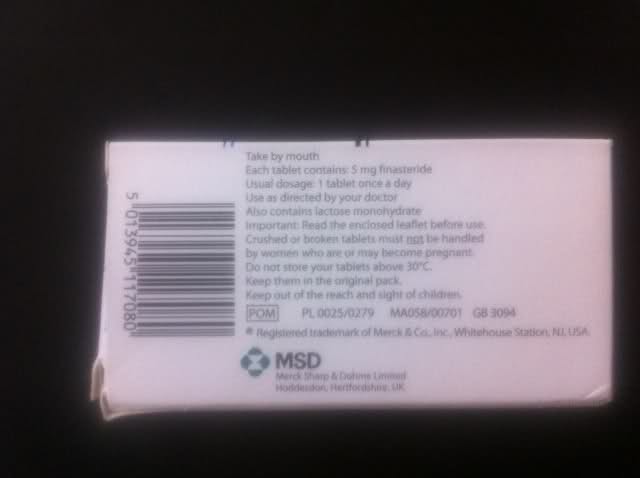 Take by mouth
Each tablet contains: 5 mg finasteride
Usual dosage: 1 tablet once a day
Use as directed by your doctor
Also contains lactose monohydrate
Important: Read the enclosed leaflet before use.
Crushed or broken tablets must not be handled
by women who are or may become pregnant.
Do not store your tablets above 30°C.
Keep them in the original pack.
Keep out of the reach and sight of children.
POM PL 0025/0279 MA058/00701 GB 3094
® Registered trademark of Merck & Co., Inc., Whitehouse Station, NJ, USA.
MSD
Merck Sharp & Dohme Limited
Hoddesdon, Hertfordshire, UK
5 013945 117080